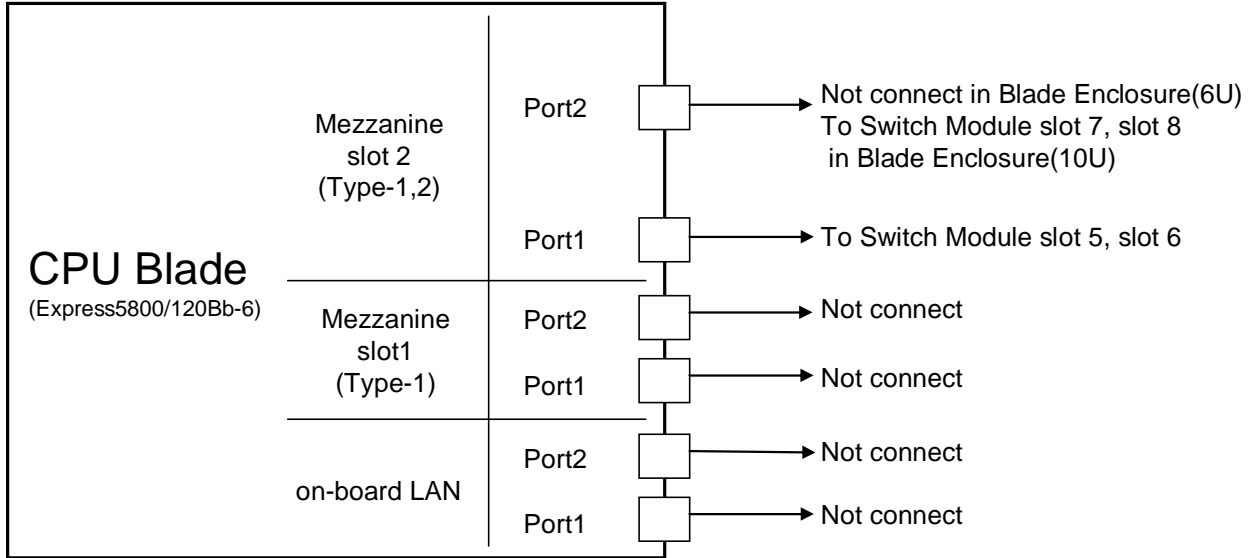 CPU Blade
(Express5800/120Bb-6)
Mezzanine
slot 2
(Type-1,2)
Port2
Not connect in Blade Enclosure(6U)
To Switch Module slot 7, slot 8
in Blade Enclosure(10U)
Port1
To Switch Module slot 5, slot 6
Mezzanine
slot1
(Type-1)
Port2
Not connect
Port1
Not connect
on-board LAN
Port2
Not connect
Port1
Not connect